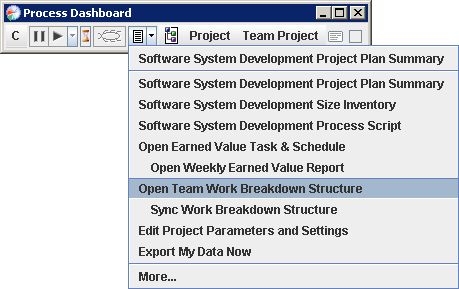 Process Dashboard
C Project Team Project
Software System Development Project Plan Summary
Software System Development Project Plan Summary
Software System Development Size Inventory
Software System Development Process Script
Open Earned Value Task & Schedule
Open Weekly Earned Value Report
Open Team Work Breakdown Structure
Sync Work Breakdown Structure
Edit Project Parameters and Settings
Export My Data Now
More...